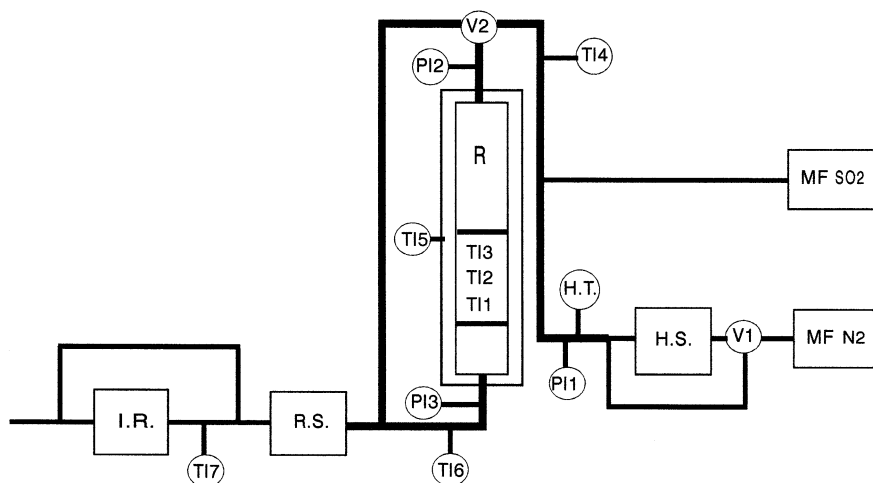 V2
PI2
TI4
R
MF SO2
TI5
TI3
TI2
TI1
H.T.
H.S.
V1
MF N2
PI1
PI3
I.R.
R.S.
TI7
TI6